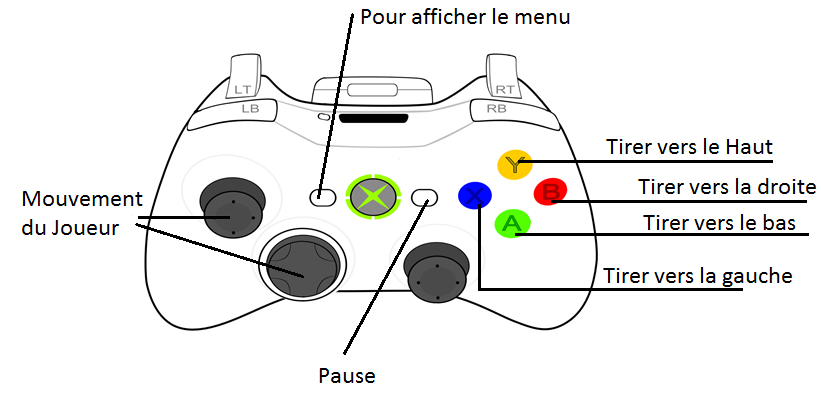 Pour afficher le menu
LT
RT
LB
RB
Y
Tirer vers le Haut
B
Tirer vers la droite
X
Mouvement
du Joueur
A
Tirer vers le bas
Tirer vers la gauche
Pause